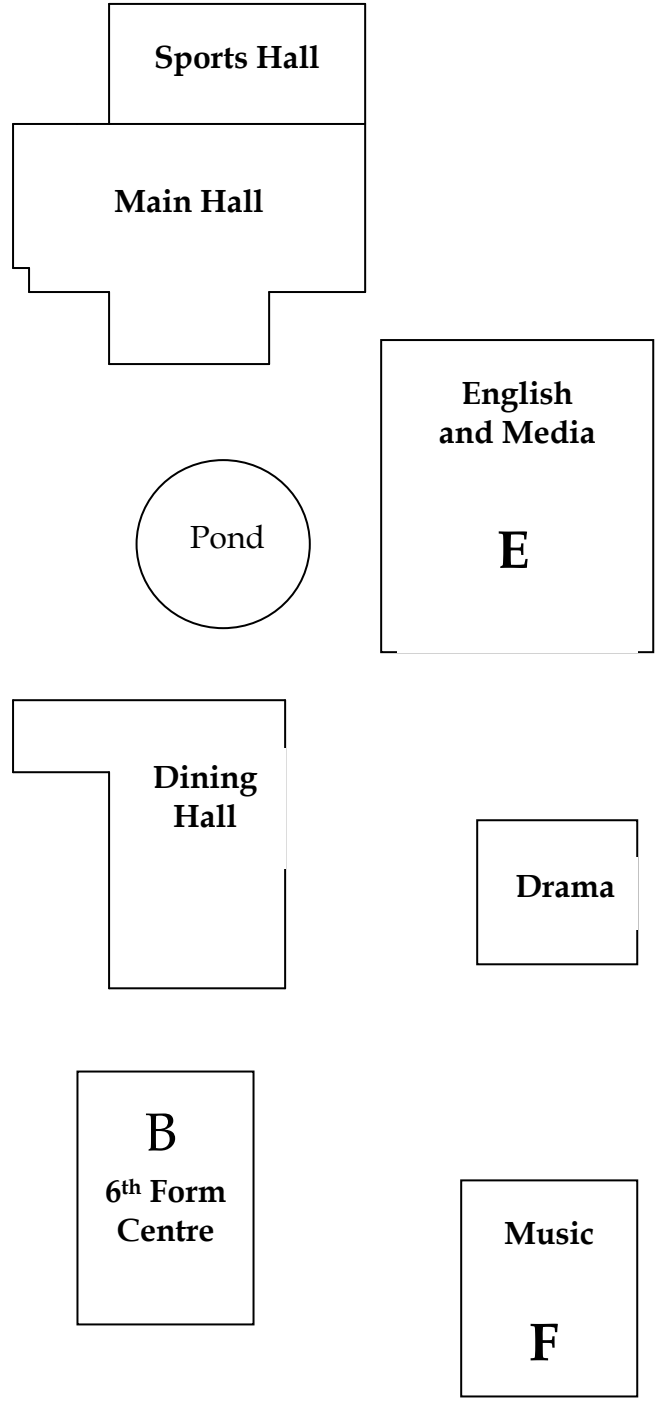 Sports Hall
Main Hall
English
and Media
E
Pond
Dining
Hall
Drama
B
6th Form
Centre
Music
F